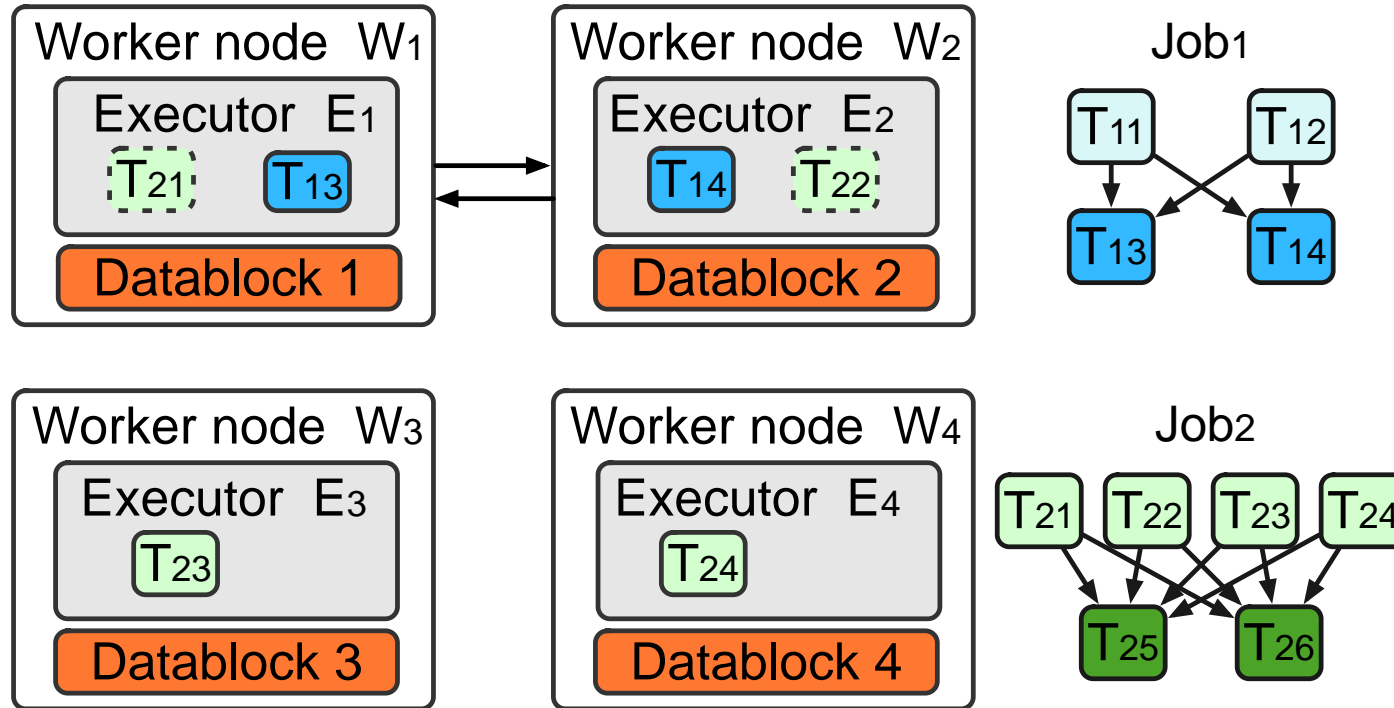 Worker node W1
Executor E1
T21 T13
Datablock 1
Worker node W2
Executor E2
T14 T22
Datablock 2
Job1
T11 T12
T13 T14
Worker node W3
Executor E3
T23
Datablock 3
Worker node W4
Executor E4
T24
Datablock 4
Job2
T21 T22 T23 T24
T25 T26